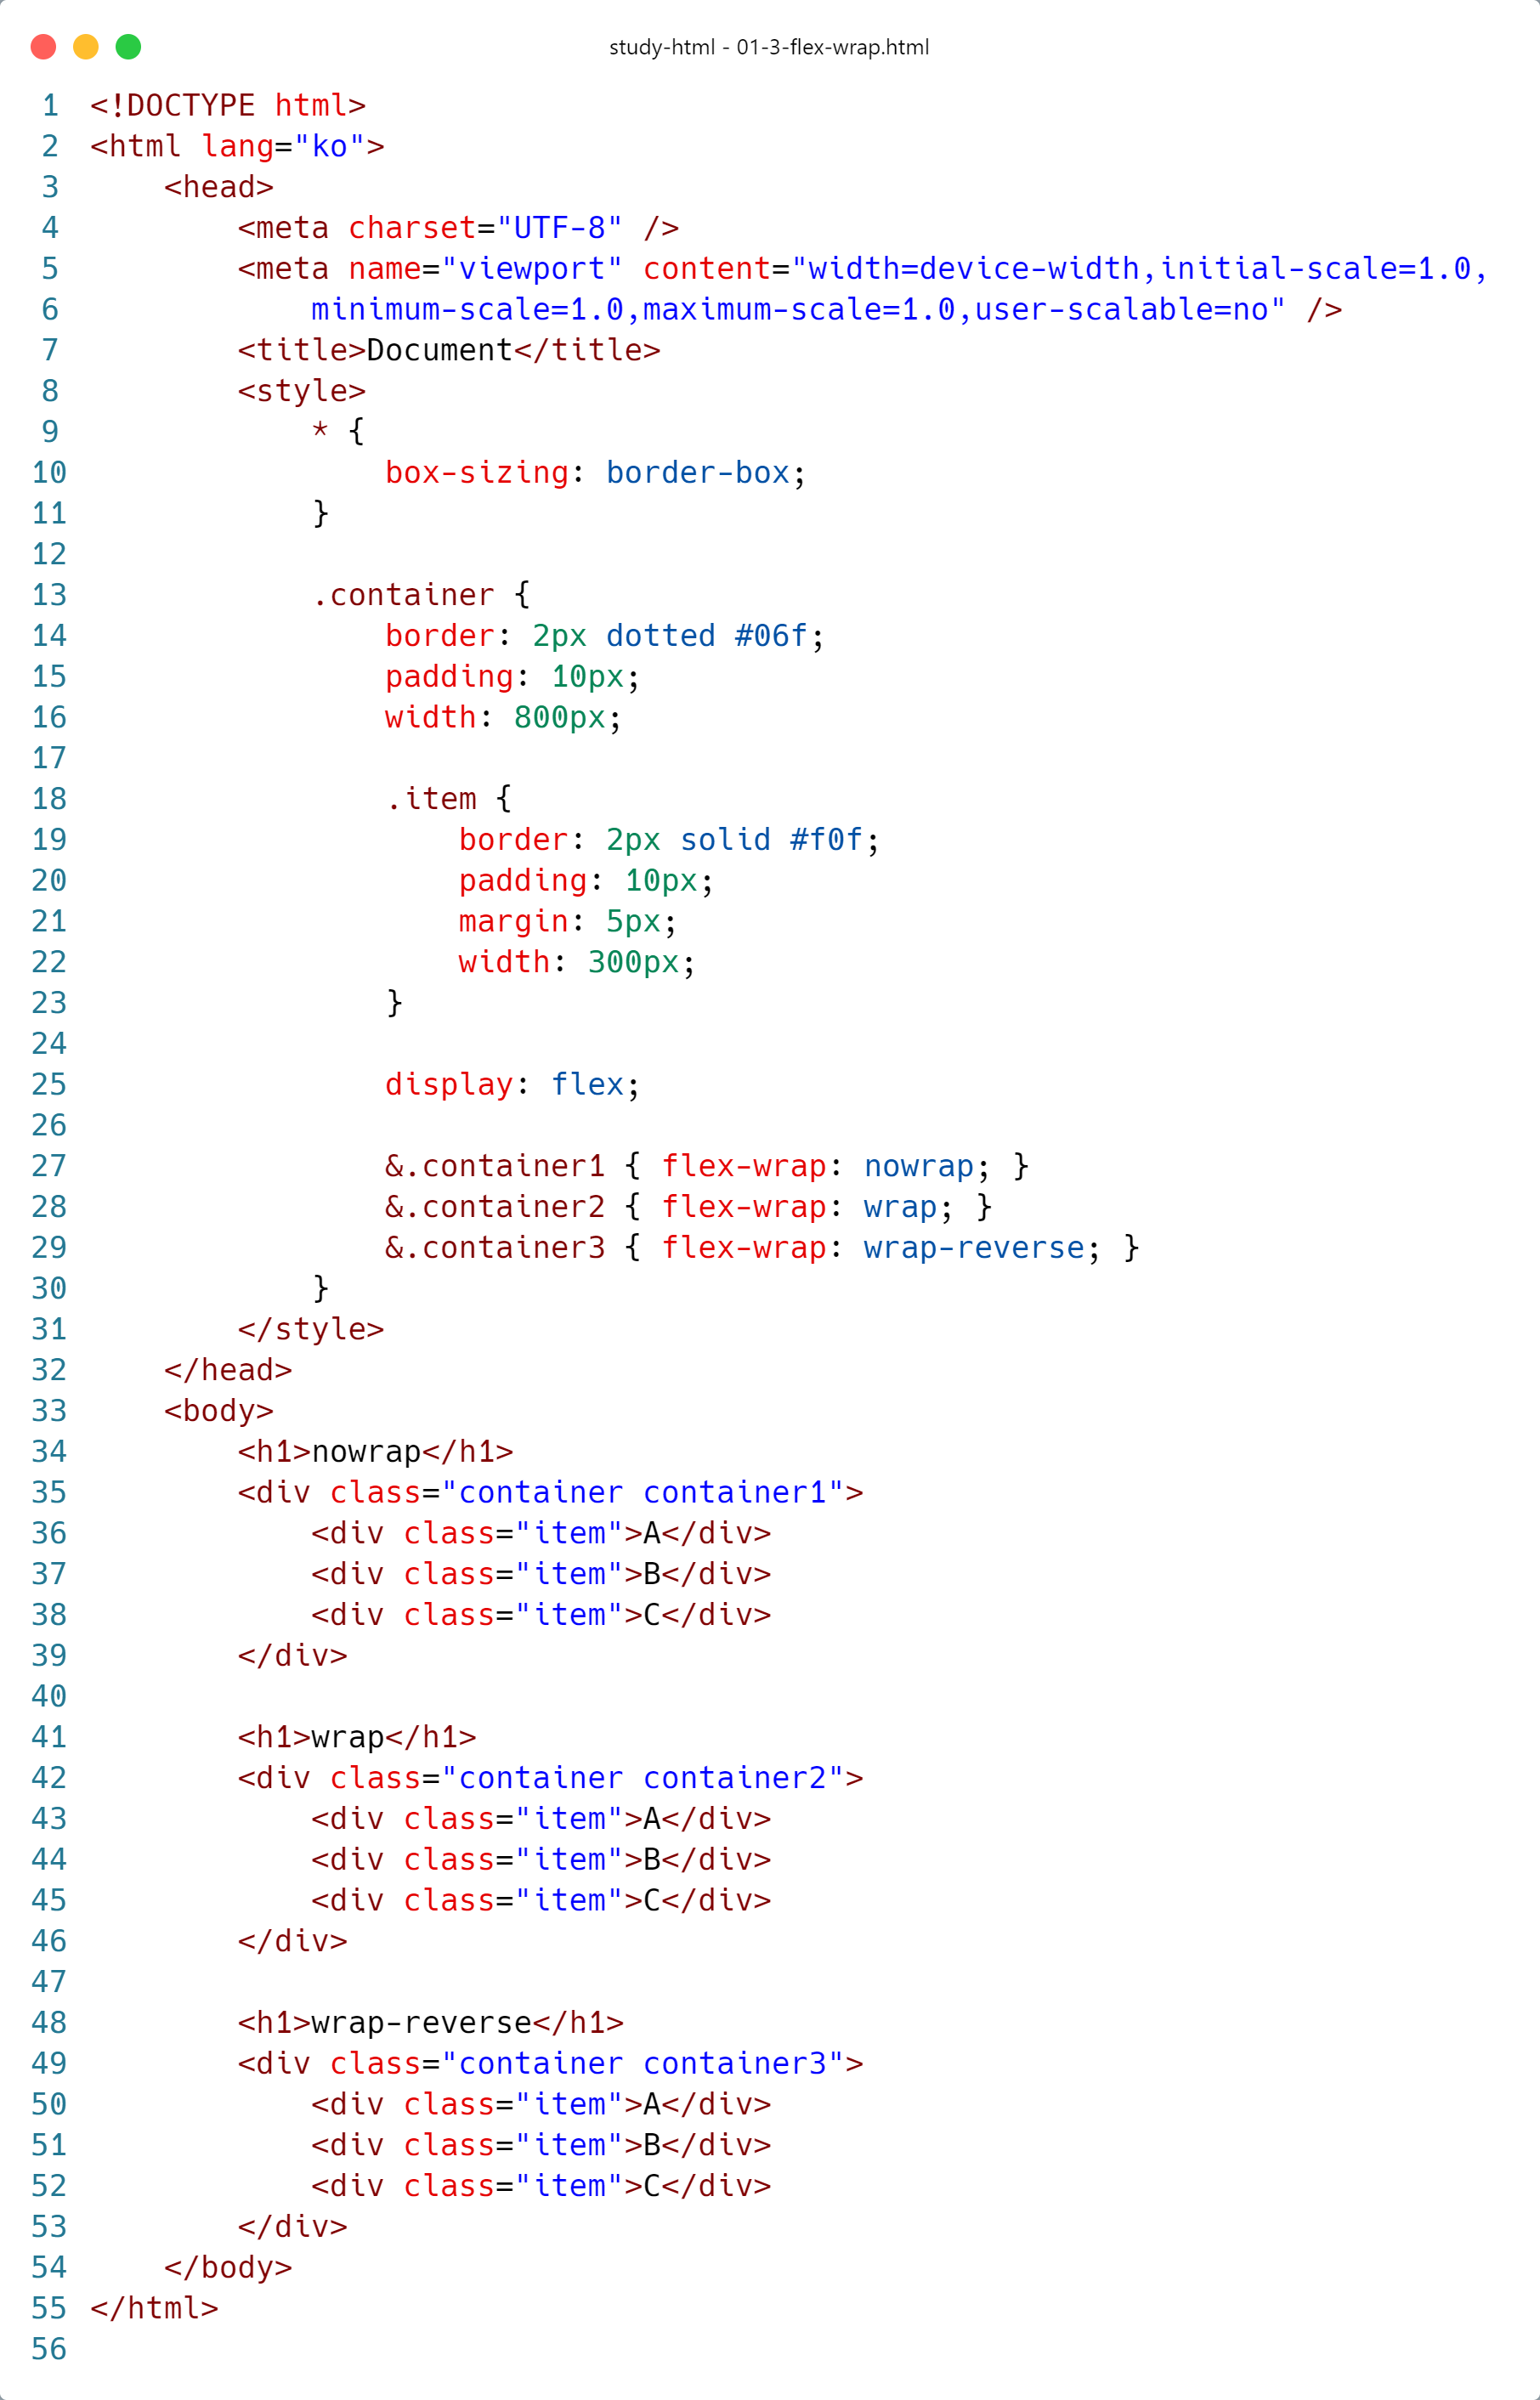 study-html - 01-3-flex-wrap.html
1 <!DOCTYPE html>
2 <html lang="ko">
3     <head>
4         <meta charset="UTF-8" />
5         <meta name="viewport" content="width=device-width,initial-scale=1.0,
6             minimum-scale=1.0,maximum-scale=1.0,user-scalable=no" />
7         <title>Document</title>
8         <style>
9             * {
10                 box-sizing: border-box;
11             }
12
13             .container {
14                 border: 2px dotted #06f;
15                 padding: 10px;
16                 width: 800px;
17
18                 .item {
19                     border: 2px solid #f0f;
20                     padding: 10px;
21                     margin: 5px;
22                     width: 300px;
23                 }
24
25                 display: flex;
26
27                 &.container1 { flex-wrap: nowrap; }
28                 &.container2 { flex-wrap: wrap; }
29                 &.container3 { flex-wrap: wrap-reverse; }
30             }
31         </style>
32     </head>
33     <body>
34         <h1>nowrap</h1>
35         <div class="container container1">
36             <div class="item">A</div>
37             <div class="item">B</div>
38             <div class="item">C</div>
39         </div>
40
41         <h1>wrap</h1>
42         <div class="container container2">
43             <div class="item">A</div>
44             <div class="item">B</div>
45             <div class="item">C</div>
46         </div>
47
48         <h1>wrap-reverse</h1>
49         <div class="container container3">
50             <div class="item">A</div>
51             <div class="item">B</div>
52             <div class="item">C</div>
53         </div>
54     </body>
55 </html>
56